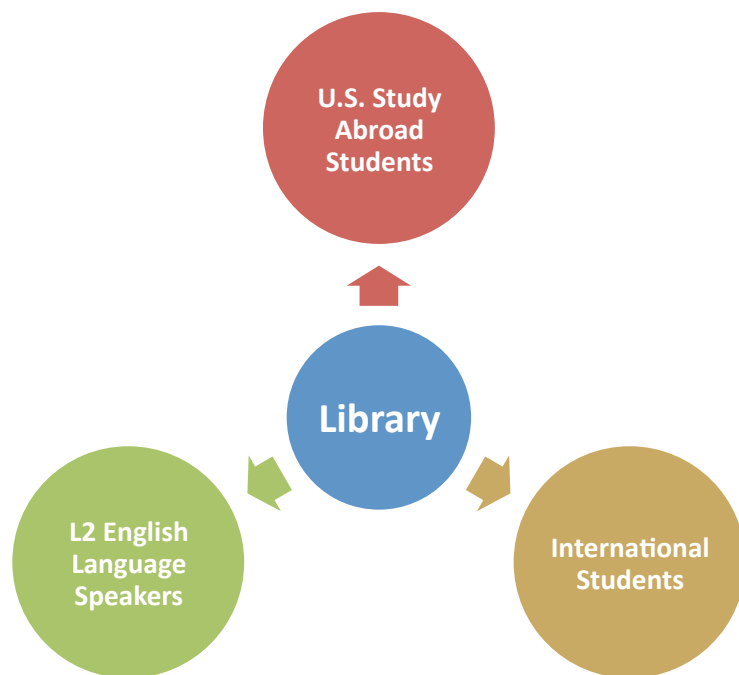 U.S. Study
Abroad
Students
Library
L2 English
Language
Speakers
International
Students